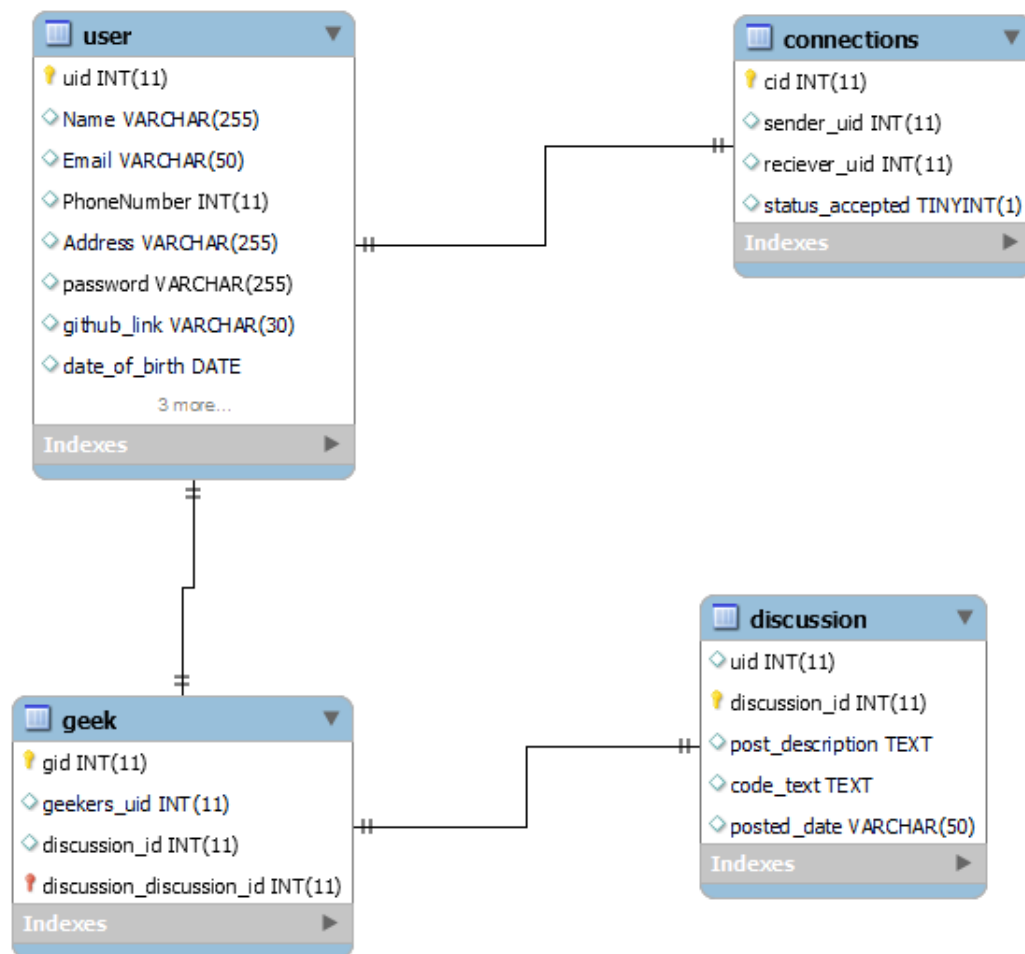 user
uid INT(11)
Name VARCHAR(255)
Email VARCHAR(50)
PhoneNumber INT(11)
Address VARCHAR(255)
password VARCHAR(255)
github_link VARCHAR(30)
date_of_birth DATE
3 more...
Indexes
connections
cid INT(11)
sender_uid INT(11)
reciever_uid INT(11)
status_accepted TINYINT(1)
Indexes
geek
gid INT(11)
geekers_uid INT(11)
discussion_id INT(11)
discussion_discussion_id INT(11)
Indexes
discussion
uid INT(11)
discussion_id INT(11)
post_description TEXT
code_text TEXT
posted_date VARCHAR(50)
Indexes